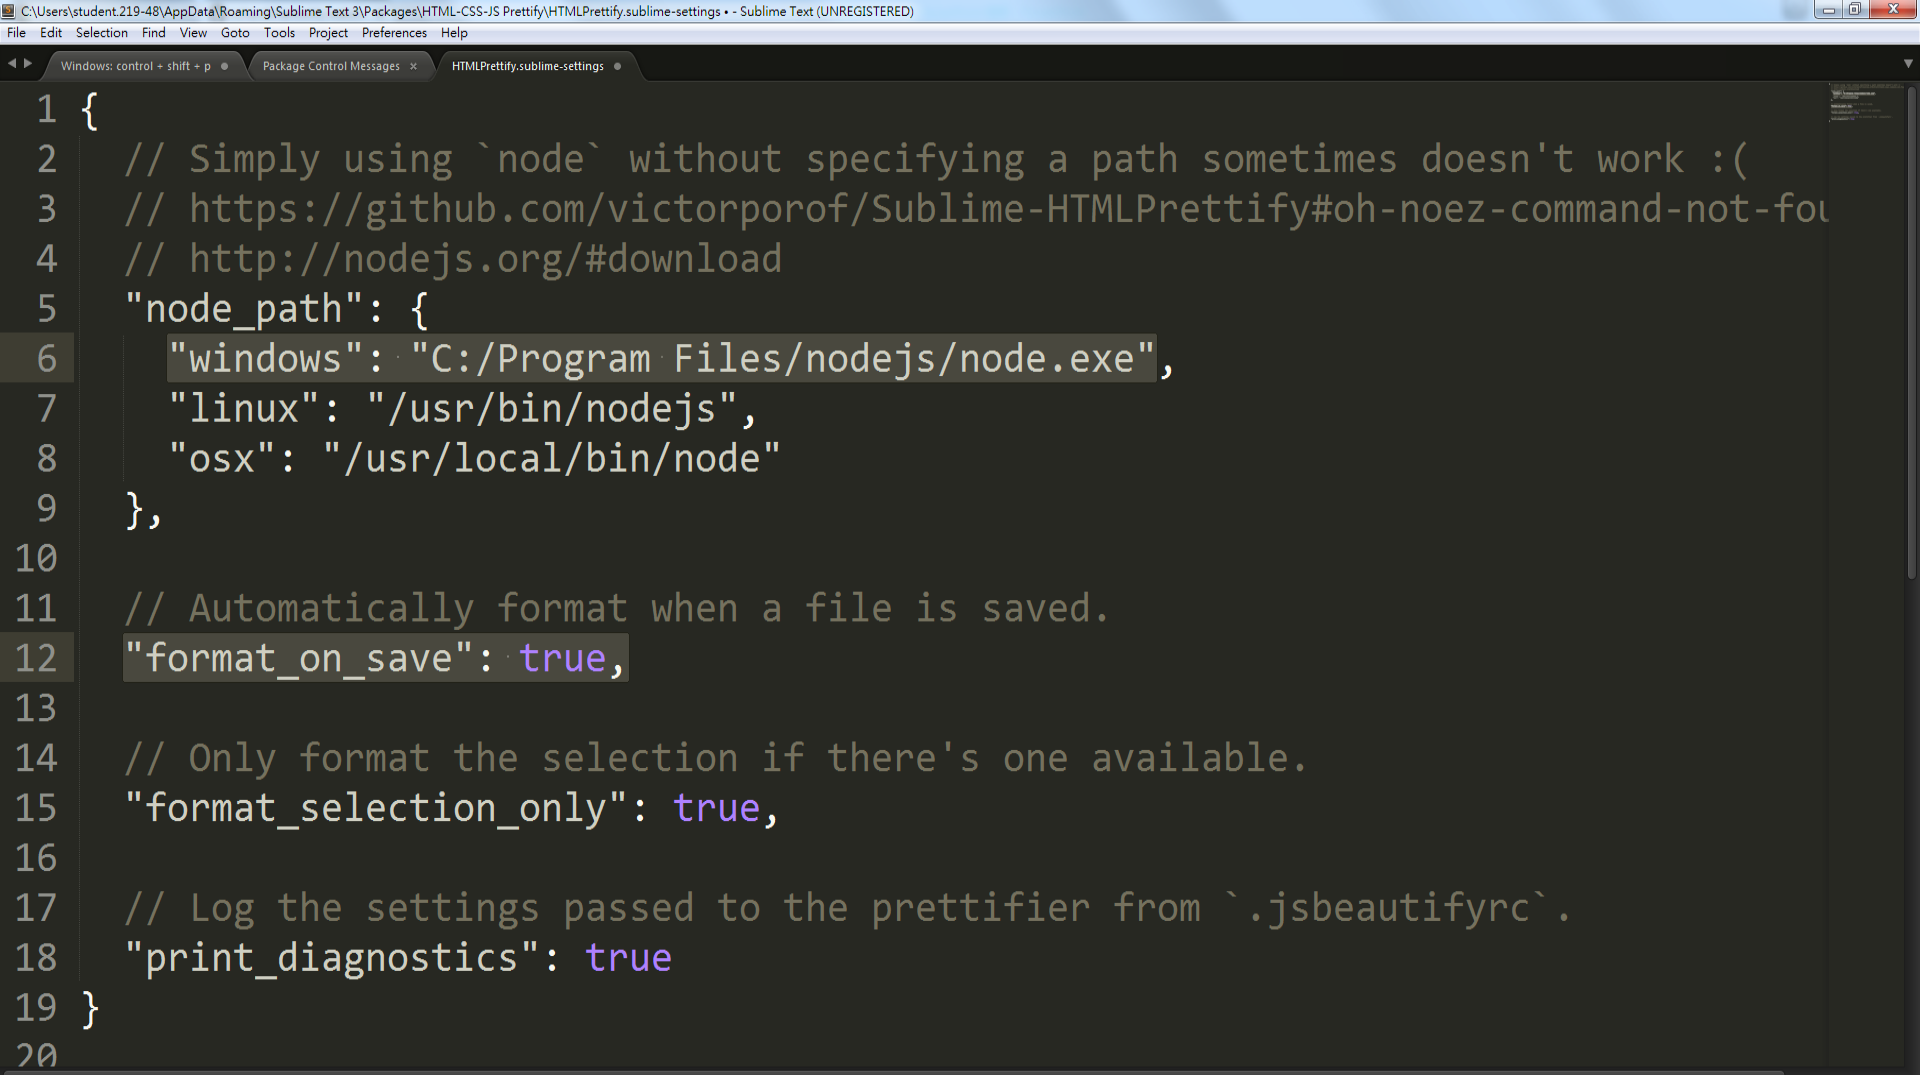 C:\Users\student.219-48\AppData\Roaming\Sublime Text 3\Packages\HTML-CSS-JS Prettify\HTMLPrettify.sublime-settings • - Sublime Text (UNREGISTERED)
File Edit Selection Find View Goto Tools Project Preferences Help
Windows: control + shift + p Package Control Messages × HTMLPrettify.sublime-settings
1 {
2 // Simply using `node` without specifying a path sometimes doesn't work :(
3 // https://github.com/victorporof/Sublime-HTMLPrettify#oh-noez-command-not-fou
4 // http://nodejs.org/#download
5 "node_path": {
6 "windows": "C:/Program Files/nodejs/node.exe",
7 "linux": "/usr/bin/nodejs",
8 "osx": "/usr/local/bin/node"
9 },
10
11 // Automatically format when a file is saved.
12 "format_on_save": true,
13
14 // Only format the selection if there's one available.
15 "format_selection_only": true,
16
17 // Log the settings passed to the prettifier from `.jsbeautifyrc`.
18 "print_diagnostics": true
19 }
20